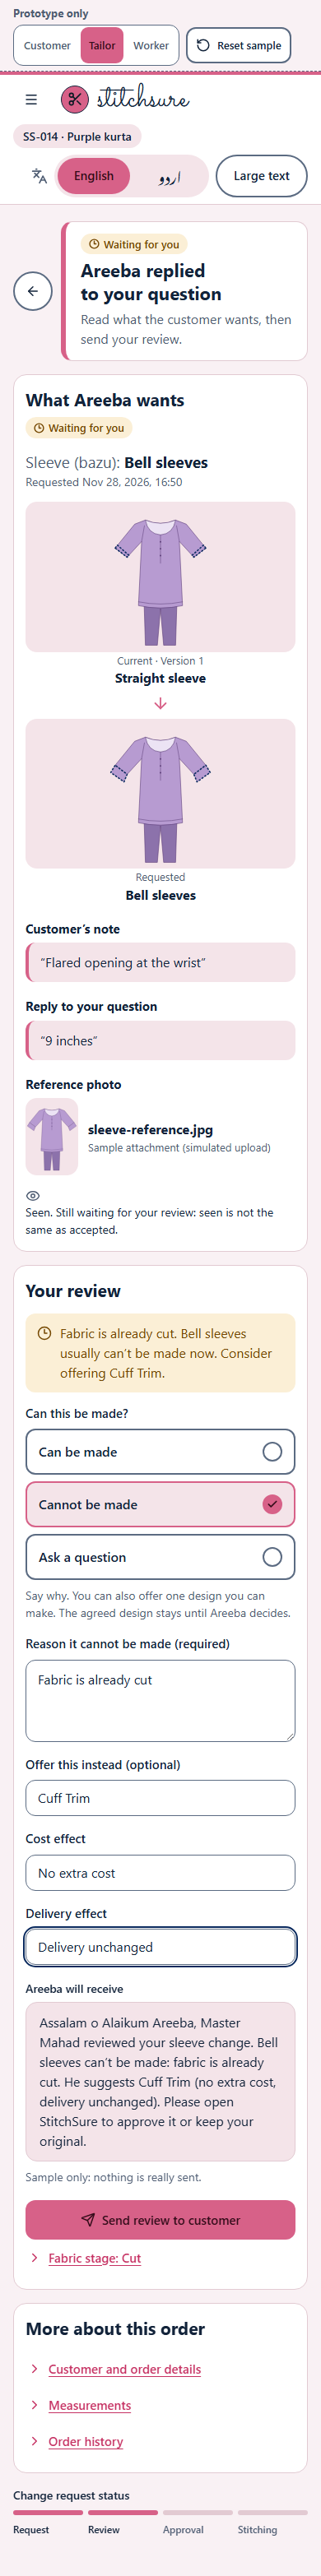 Prototype only
Customer
Tailor
Worker
Reset sample
stitchsure
SS-014 · Purple kurta
English
اردو
Large text
Waiting for you
Areeba replied
to your question
Read what the customer wants, then
send your review.
What Areeba wants
Waiting for you
Sleeve (bazu): Bell sleeves
Requested Nov 28, 2026, 16:50
Current · Version 1
Straight sleeve
Requested
Bell sleeves
Customer’s note
“Flared opening at the wrist”
Reply to your question
“9 inches”
Reference photo
sleeve-reference.jpg
Sample attachment (simulated upload)
Seen. Still waiting for your review: seen is not the
same as accepted.
Your review
Fabric is already cut. Bell sleeves
usually can’t be made now. Consider
offering Cuff Trim.
Can this be made?
Can be made
Cannot be made
Ask a question
Say why. You can also offer one design you can
make. The agreed design stays until Areeba decides.
Reason it cannot be made (required)
Fabric is already cut
Offer this instead (optional)
Cuff Trim
Cost effect
No extra cost
Delivery effect
Delivery unchanged
Areeba will receive
Assalam o Alaikum Areeba, Master
Mahad reviewed your sleeve change. Bell
sleeves can’t be made: fabric is already
cut. He suggests Cuff Trim (no extra cost,
delivery unchanged). Please open
StitchSure to approve it or keep your
original.
Sample only: nothing is really sent.
Send review to customer
Fabric stage: Cut
More about this order
Customer and order details
Measurements
Order history
Change request status
Request
Review
Approval
Stitching